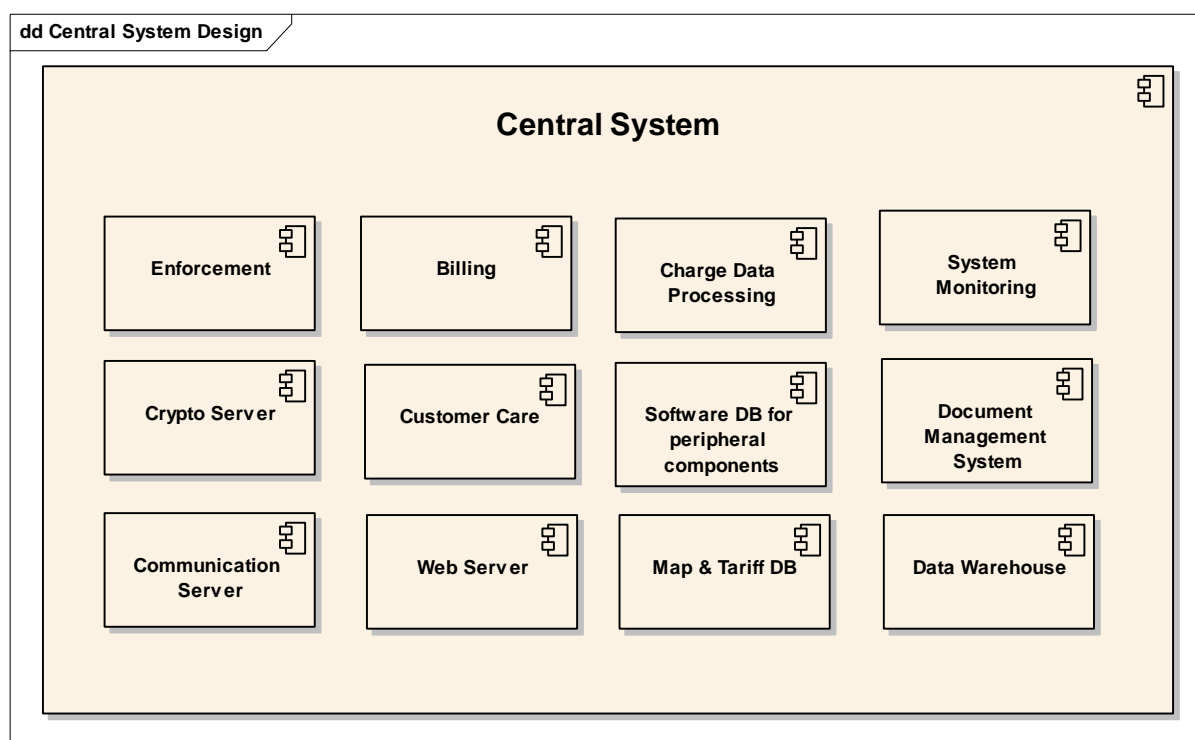 dd Central System Design
Central System
Enforcement
Billing
Charge Data
Processing
System
Monitoring
Crypto Server
Customer Care
Software DB for
peripheral
components
Document
Management
System
Communication
Server
Web Server
Map & Tariff DB
Data Warehouse